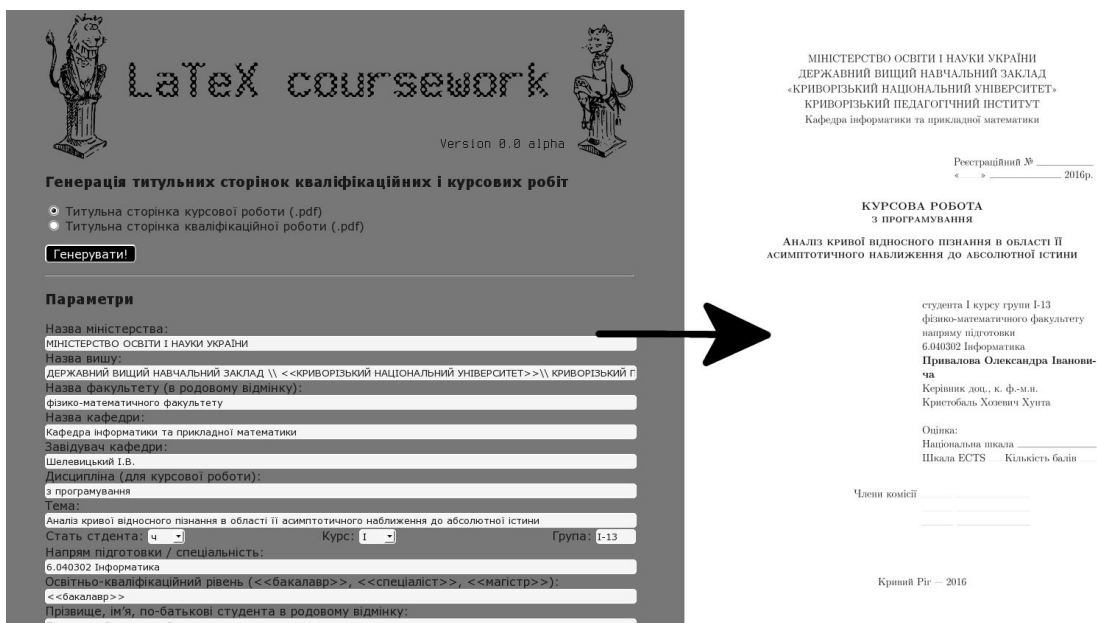 LaTeX coursework
Version 0.0 alpha
Генерація титульних сторінок кваліфікаційних і курсових робіт
Титульна сторінка курсової роботи (.pdf)
Титульна сторінка кваліфікаційної роботи (.pdf)
Генерувати!
Параметри
Назва міністерства:
МІНІСТЕРСТВО ОСВІТИ І НАУКИ УКРАЇНИ
Назва вишу:
ДЕРЖАВНИЙ ВИЩИЙ НАВЧАЛЬНИЙ ЗАКЛАД \\ <<КРИВОРІЗЬКИЙ НАЦІОНАЛЬНИЙ УНІВЕРСИТЕТ>>\\ КРИВОРІЗЬКИЙ П
Назва факультету (в родовому відмінку):
фізико-математичного факультету
Назва кафедри:
Кафедра інформатики та прикладної математики
Завідувач кафедри:
Шелевицький І.В.
Дисципліна (для курсової роботи):
з програмування
Тема:
Аналіз кривої відносного пізнання в області її асимптотичного наближення до абсолютної істини
Стать стдента: ч Курс: I Група: I-13
Напрям підготовки / спеціальність:
6.040302 Інформатика
Освітньо-кваліфікаційний рівень (<<бакалавр>>, <<спеціаліст>>, <<магістр>>):
<<бакалавр>>
Прізвище, ім'я, по-батькові студента в родовому відмінку:
МІНІСТЕРСТВО ОСВІТИ І НАУКИ УКРАЇНИ
ДЕРЖАВНИЙ ВИЩИЙ НАВЧАЛЬНИЙ ЗАКЛАД
«КРИВОРІЗЬКИЙ НАЦІОНАЛЬНИЙ УНІВЕРСИТЕТ»
КРИВОРІЗЬКИЙ ПЕДАГОГІЧНИЙ ІНСТИТУТ
Кафедра інформатики та прикладної математики
Реєстраційний № ________
«___» __________ 2016р.
КУРСОВА РОБОТА
З ПРОГРАМУВАННЯ
Аналіз кривої відносного пізнання в області її
асимптотичного наближення до абсолютної істини
студента I курсу групи I-13
фізико-математичного факультету
напряму підготовки
6.040302 Інформатика
Привалова Олександра Іванови-
ча
Керівник доц., к. ф.-м.н.
Кристобаль Хозевич Хунта
Оцінка:
Національна шкала ____________
Шкала ECTS ___ Кількість балів ___
Члени комісії
Кривий Ріг — 2016